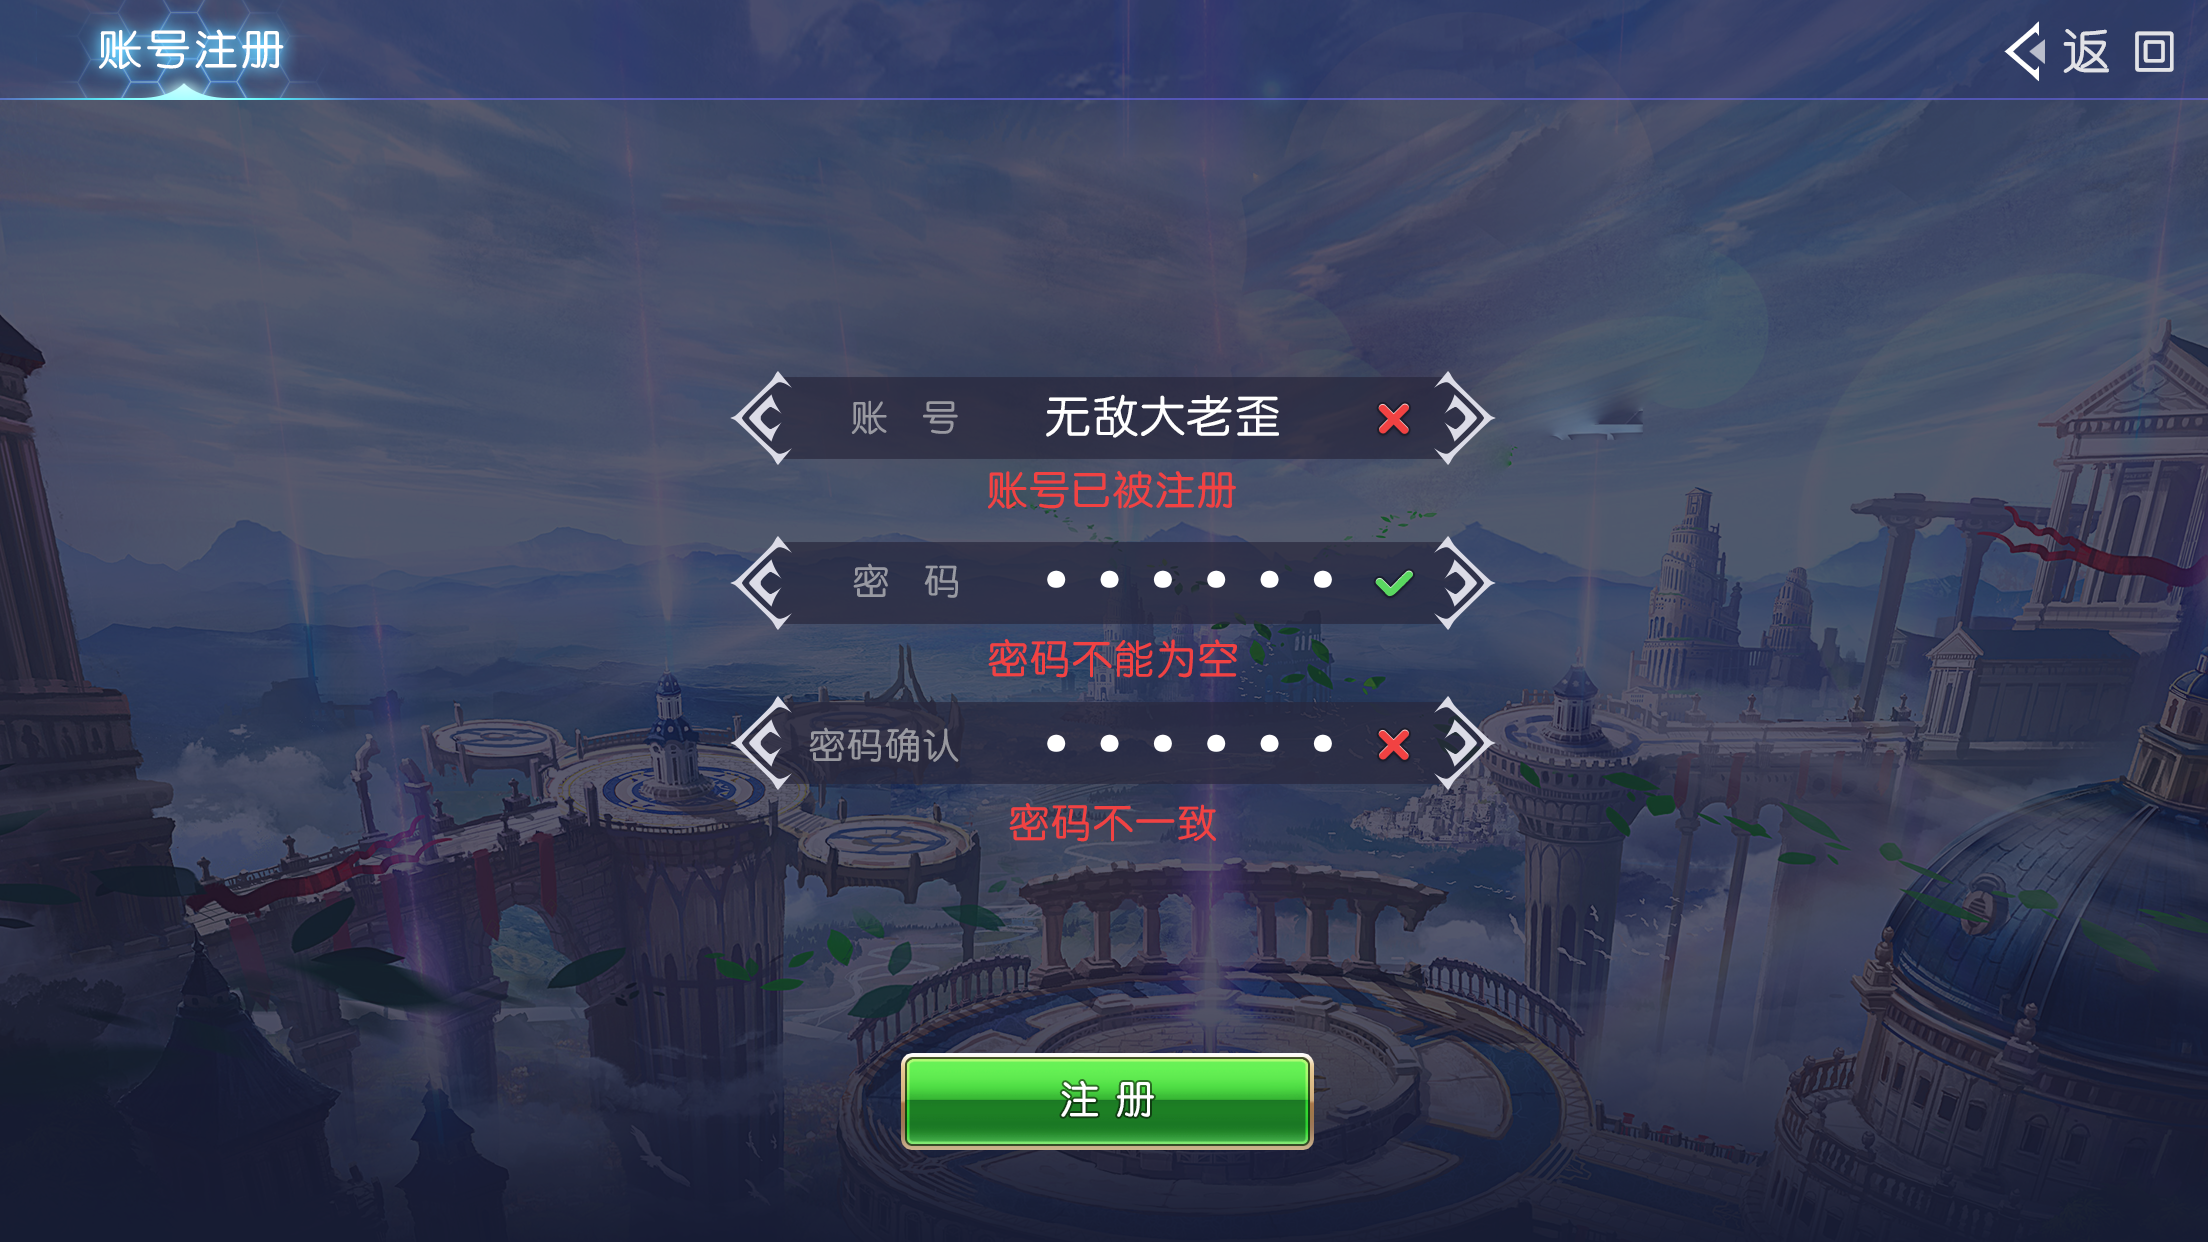 账号注册
返回
账 号 无敌大老歪
账号已被注册
密 码 ● ● ● ● ● ●
密码不能为空
密码确认 ● ● ● ● ● ●
密码不一致
注 册